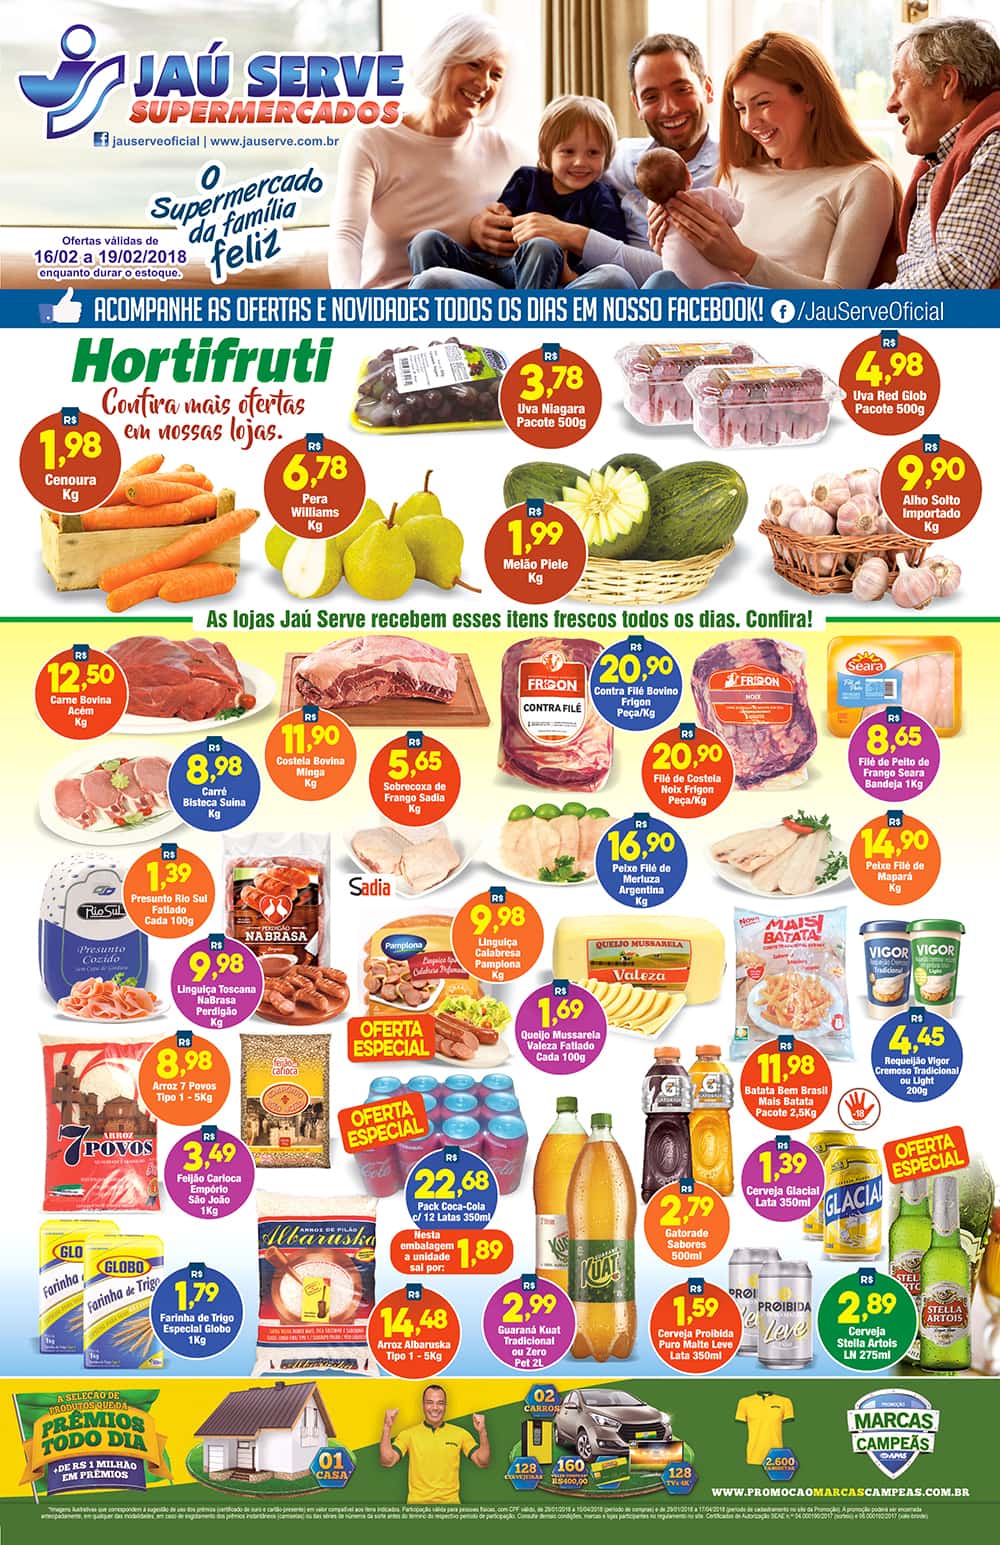 JAÚ SERVE
SUPERMERCADOS
jauserveoficial | www.jauserve.com.br
O
Supermercado
da família
feliz
Ofertas válidas de
16/02 a 19/02/2018
enquanto durar o estoque.
ACOMPANHE AS OFERTAS E NOVIDADES TODOS OS DIAS EM NOSSO FACEBOOK! /JauServeOficial
Hortifruti
Confira mais ofertas
em nossas lojas.
R$
3,78
Uva Niagara
Pacote 500g
R$
4,98
Uva Red Glob
Pacote 500g
R$
1,98
Cenoura
Kg
R$
6,78
Pera
Williams
Kg
R$
1,99
Melão Piele
Kg
R$
9,90
Alho Solto
Importado
Kg
As lojas Jaú Serve recebem esses itens frescos todos os dias. Confira!
R$
12,50
Carne Bovina
Acém
Kg
R$
11,90
Costela Bovina
Minga
Kg
FRIGON
CONTRA FILÉ
R$
20,90
Contra Filé Bovino
Frigon
Peça/Kg
FRIGON
NOIX
R$
20,90
Filé de Costela
Noix Frigon
Peça/Kg
Seara
R$
8,65
Filé de Peito de
Frango Seara
Bandeja 1Kg
R$
8,98
Carré
Bisteca Suína
Kg
R$
5,65
Sobrecoxa de
Frango Sadia
Kg
Sadia
R$
16,90
Peixe Filé de
Merluza
Argentina
Kg
R$
14,90
Peixe Filé de
Mapará
Kg
Rio Sul
Presunto
Cozido
R$
1,39
Presunto Rio Sul
Fatiado
Cada 100g
PERDIGÃO
NABRASA
R$
9,98
Linguiça Toscana
NaBrasa
Perdigão
Kg
Pamplona
R$
9,98
Linguiça
Calabresa
Pamplona
Kg
OFERTA
ESPECIAL
QUEIJO MUSSARELA
Valeza
R$
1,69
Queijo Mussarela
Valeza Fatiado
Cada 100g
MAIS!
BATATA!
R$
11,98
Batata Bem Brasil
Mais Batata
Pacote 2,5Kg
VIGOR
Tradicional
VIGOR
Light
R$
4,45
Requeijão Vigor
Cremoso Tradicional
ou Light
200g
ARROZ
7 POVOS
R$
8,98
Arroz 7 Povos
Tipo 1 - 5Kg
feijão
carioca
R$
3,49
Feijão Carioca
Empório
São João
1Kg
OFERTA
ESPECIAL
R$
22,68
Pack Coca-Cola
c/ 12 Latas 350ml
Nesta
embalagem
a unidade
sai por:
R$
1,89
KUAT
R$
2,99
Guaraná Kuat
Tradicional
ou Zero
Pet 2L
G
GATORADE
G
GATORADE
R$
2,79
Gatorade
Sabores
500ml
-18
R$
1,39
Cerveja Glacial
Lata 350ml
GLACIAL
OFERTA
ESPECIAL
GLOBO
Farinha de Trigo
GLOBO
Farinha de Trigo
R$
1,79
Farinha de Trigo
Especial Globo
1Kg
ARROZ DE PILÃO
Albaruska
R$
14,48
Arroz Albaruska
Tipo 1 - 5Kg
R$
1,59
Cerveja Proibida
Puro Malte Leve
Lata 350ml
PROIBIDA
Leve
R$
2,89
Cerveja
Stella Artois
LN 275ml
STELLA
ARTOIS
A SELEÇÃO DE
PRODUTOS QUE DÁ
PRÊMIOS
TODO DIA
+DE R$ 1 MILHÃO
EM PRÊMIOS
01
CASA
02
CARROS
128
CERVEJEIRAS
160
R$400,00
128
TVs 4K
2.600
CAMISETAS
PROMOÇÃO
MARCAS
CAMPEÃS
APAS
WWW.PROMOCAOMARCASCAMPEAS.COM.BR